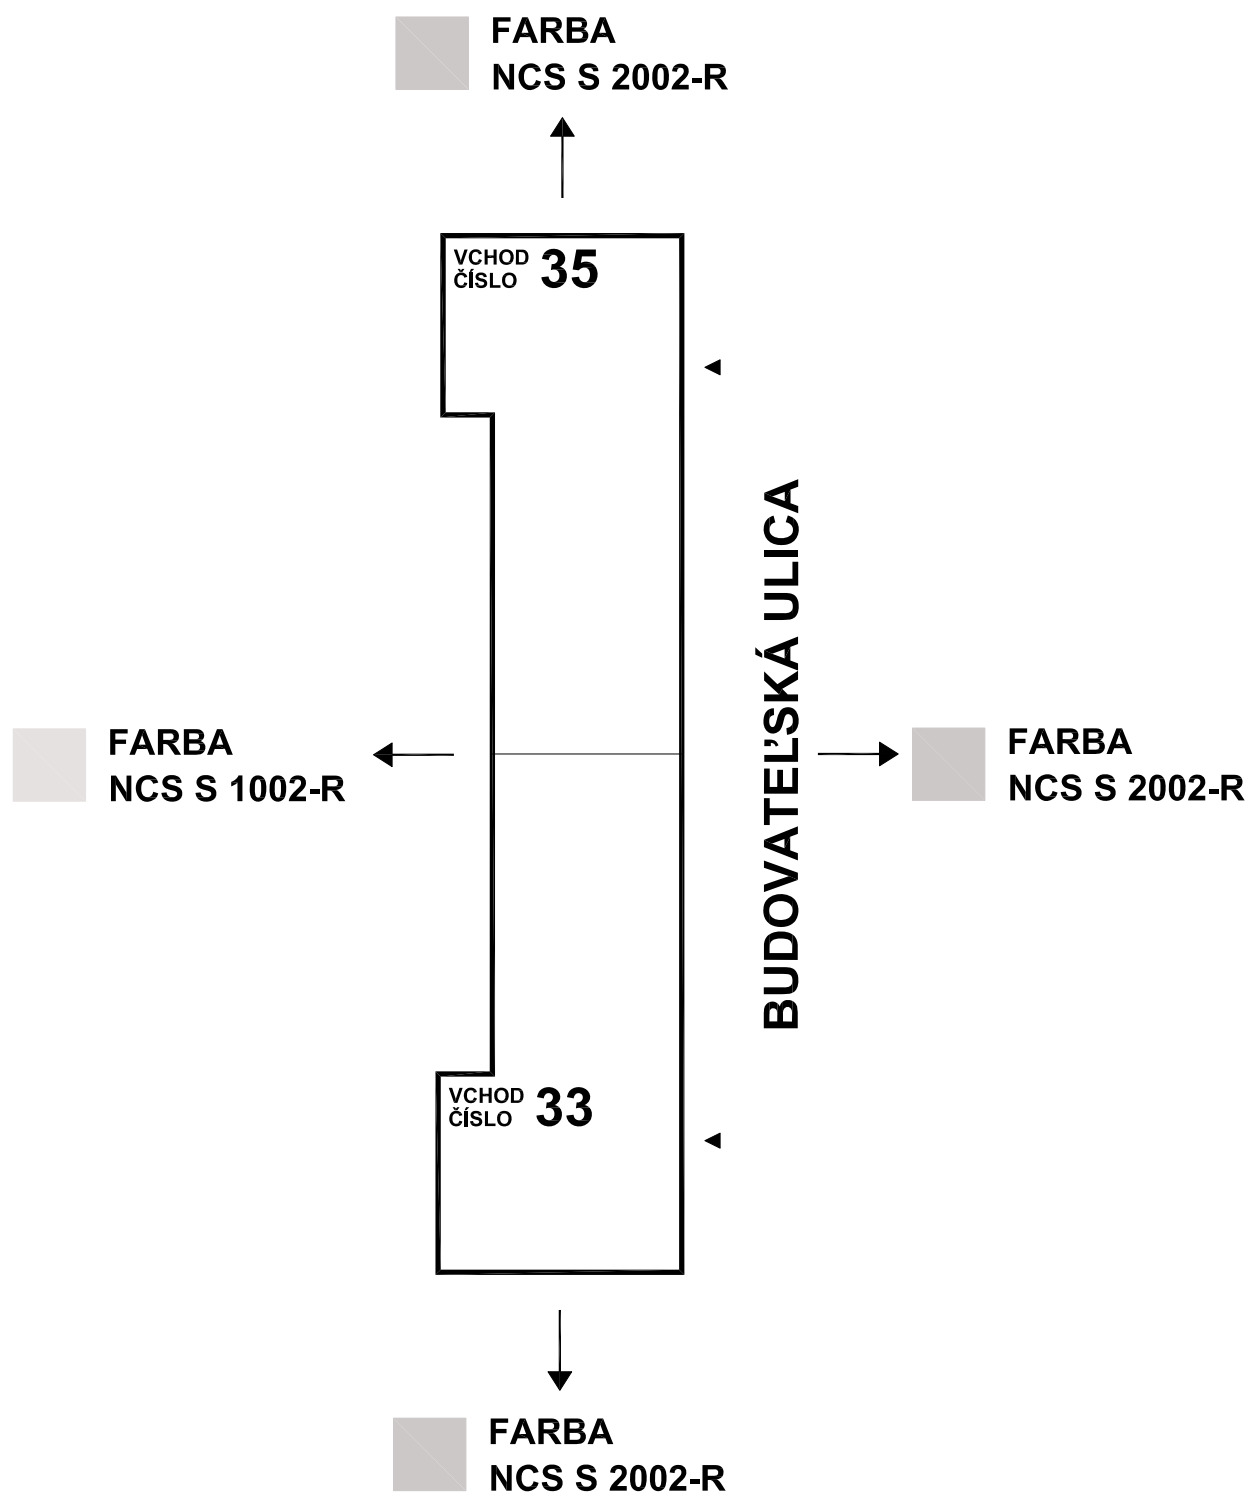 FARBA
NCS S 2002-R
VCHOD
ČÍSLO 35
BUDOVATEĽSKÁ ULICA
FARBA
NCS S 1002-R
FARBA
NCS S 2002-R
VCHOD
ČÍSLO 33
FARBA
NCS S 2002-R